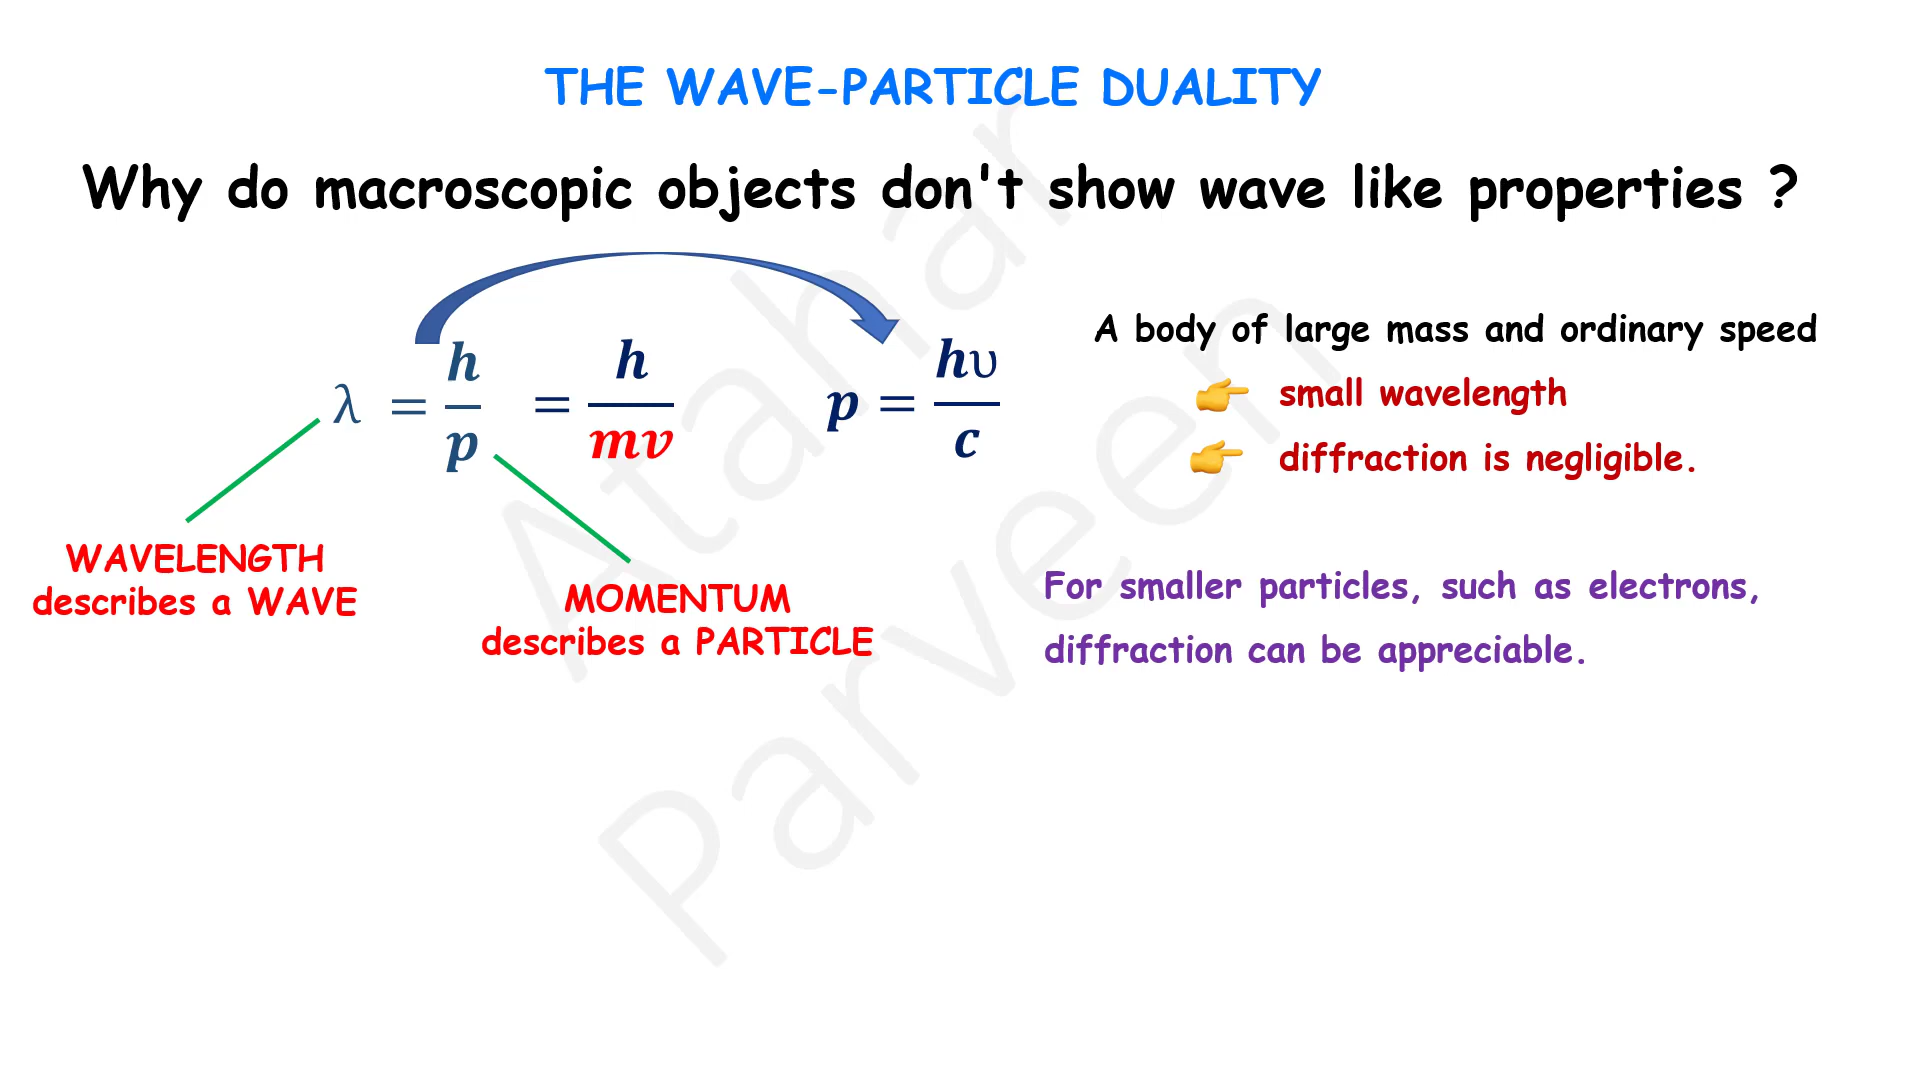 THE WAVE-PARTICLE DUALITY
Why do macroscopic objects don't show wave like properties ?
λ = h/p = h/mv
p = hυ/c
WAVELENGTH
describes a WAVE
MOMENTUM
describes a PARTICLE
A body of large mass and ordinary speed
👉 small wavelength
👉 diffraction is negligible.
For smaller particles, such as electrons,
diffraction can be appreciable.
Atahar
Parveen